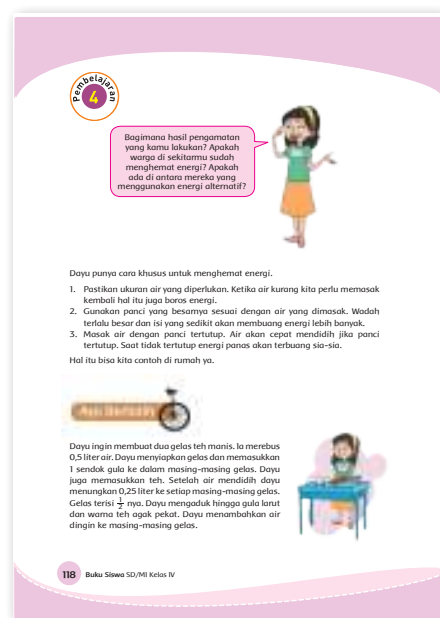 Pembelajaran
4
Bagimana hasil pengamatan
yang kamu lakukan? Apakah
warga di sekitarmu sudah
menghemat energi? Apakah
ada di antara mereka yang
menggunakan energi alternatif?
Dayu punya cara khusus untuk menghemat energi.
1. Pastikan ukuran air yang diperlukan. Ketika air kurang kita perlu memasak
kembali hal itu juga boros energi.
2. Gunakan panci yang besarnya sesuai dengan air yang dimasak. Wadah
terlalu besar dan isi yang sedikit akan membuang energi lebih banyak.
3. Masak air dengan panci tertutup. Air akan cepat mendidih jika panci
tertutup. Saat tidak tertutup energi panas akan terbuang sia-sia.
Hal itu bisa kita contoh di rumah ya.
Dayu ingin membuat dua gelas teh manis. Ia merebus
0,5 liter air. Dayu menyiapkan gelas dan memasukkan
1 sendok gula ke dalam masing-masing gelas. Dayu
juga memasukkan teh. Setelah air mendidih dayu
menungkan 0,25 liter ke setiap masing-masing gelas.
Gelas terisi 1/2 nya. Dayu mengaduk hingga gula larut
dan warna teh agak pekat. Dayu menambahkan air
dingin ke masing-masing gelas.
118 Buku Siswa SD/MI Kelas IV